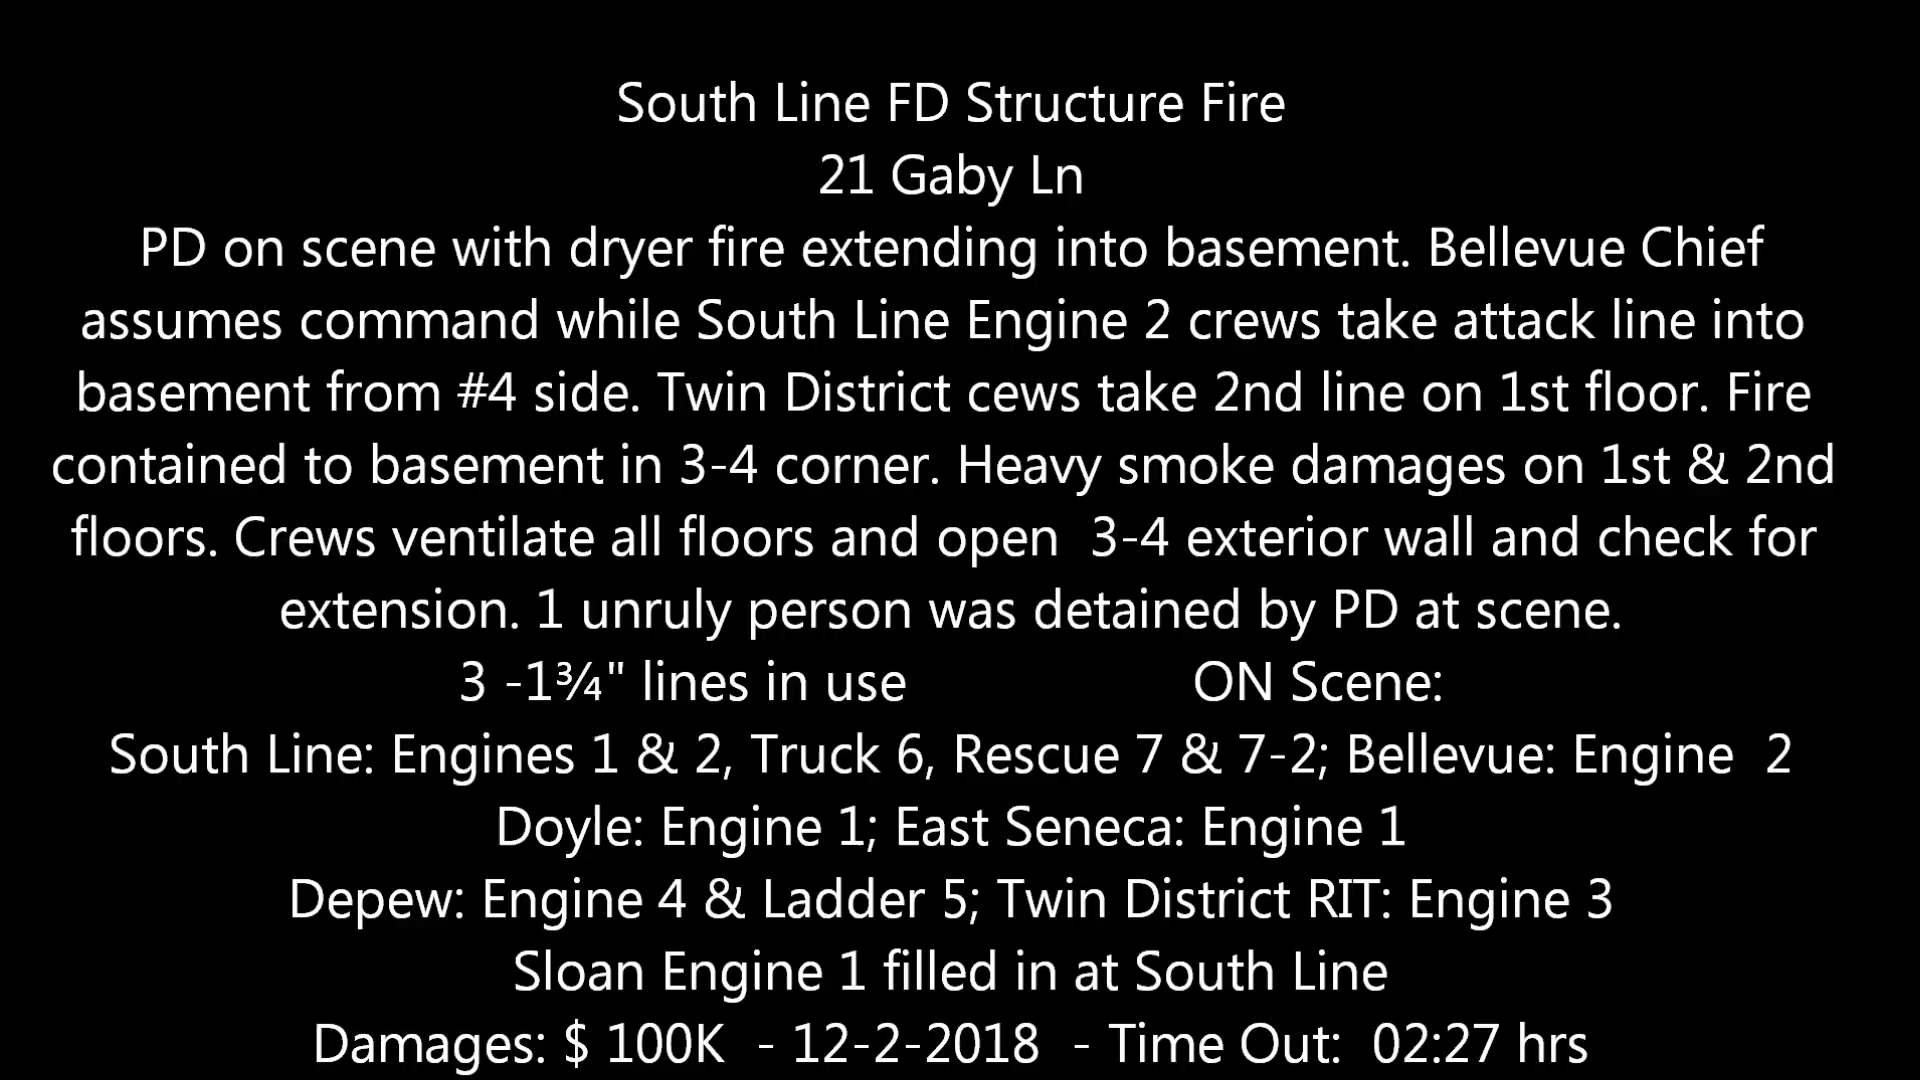 South Line FD Structure Fire
21 Gaby Ln
PD on scene with dryer fire extending into basement. Bellevue Chief
assumes command while South Line Engine 2 crews take attack line into
basement from #4 side. Twin District cews take 2nd line on 1st floor. Fire
contained to basement in 3-4 corner. Heavy smoke damages on 1st & 2nd
floors. Crews ventilate all floors and open  3-4 exterior wall and check for
extension. 1 unruly person was detained by PD at scene.
3 -1¾" lines in use                ON Scene:
South Line: Engines 1 & 2, Truck 6, Rescue 7 & 7-2; Bellevue: Engine  2
Doyle: Engine 1; East Seneca: Engine 1
Depew: Engine 4 & Ladder 5; Twin District RIT: Engine 3
Sloan Engine 1 filled in at South Line
Damages: $ 100K  - 12-2-2018  - Time Out:  02:27 hrs